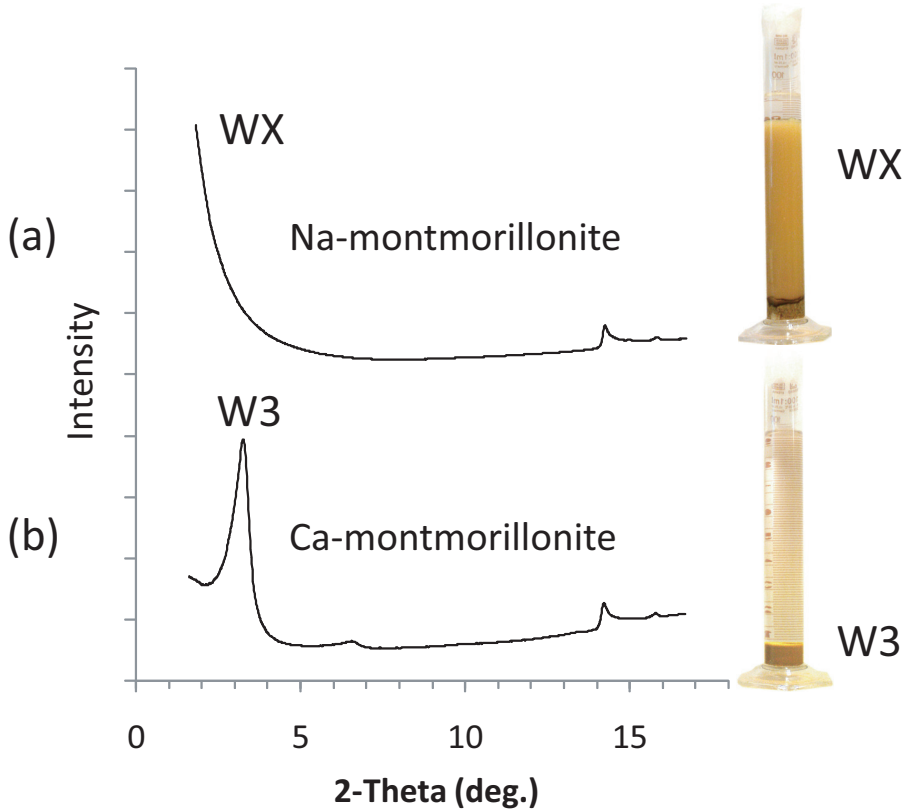 WX
(a)
Na-montmorillonite
WX
Intensity
W3
(b)
Ca-montmorillonite
W3
0 5 10 15
2-Theta (deg.)